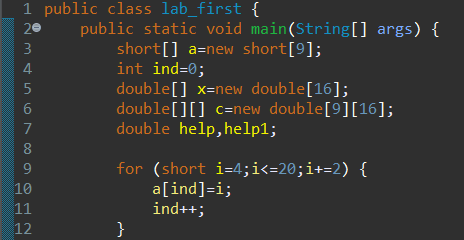 1 public class lab_first {
2 public static void main(String[] args) {
3 short[] a=new short[9];
4 int ind=0;
5 double[] x=new double[16];
6 double[][] c=new double[9][16];
7 double help,help1;
8
9 for (short i=4;i<=20;i+=2) {
10 a[ind]=i;
11 ind++;
12 }